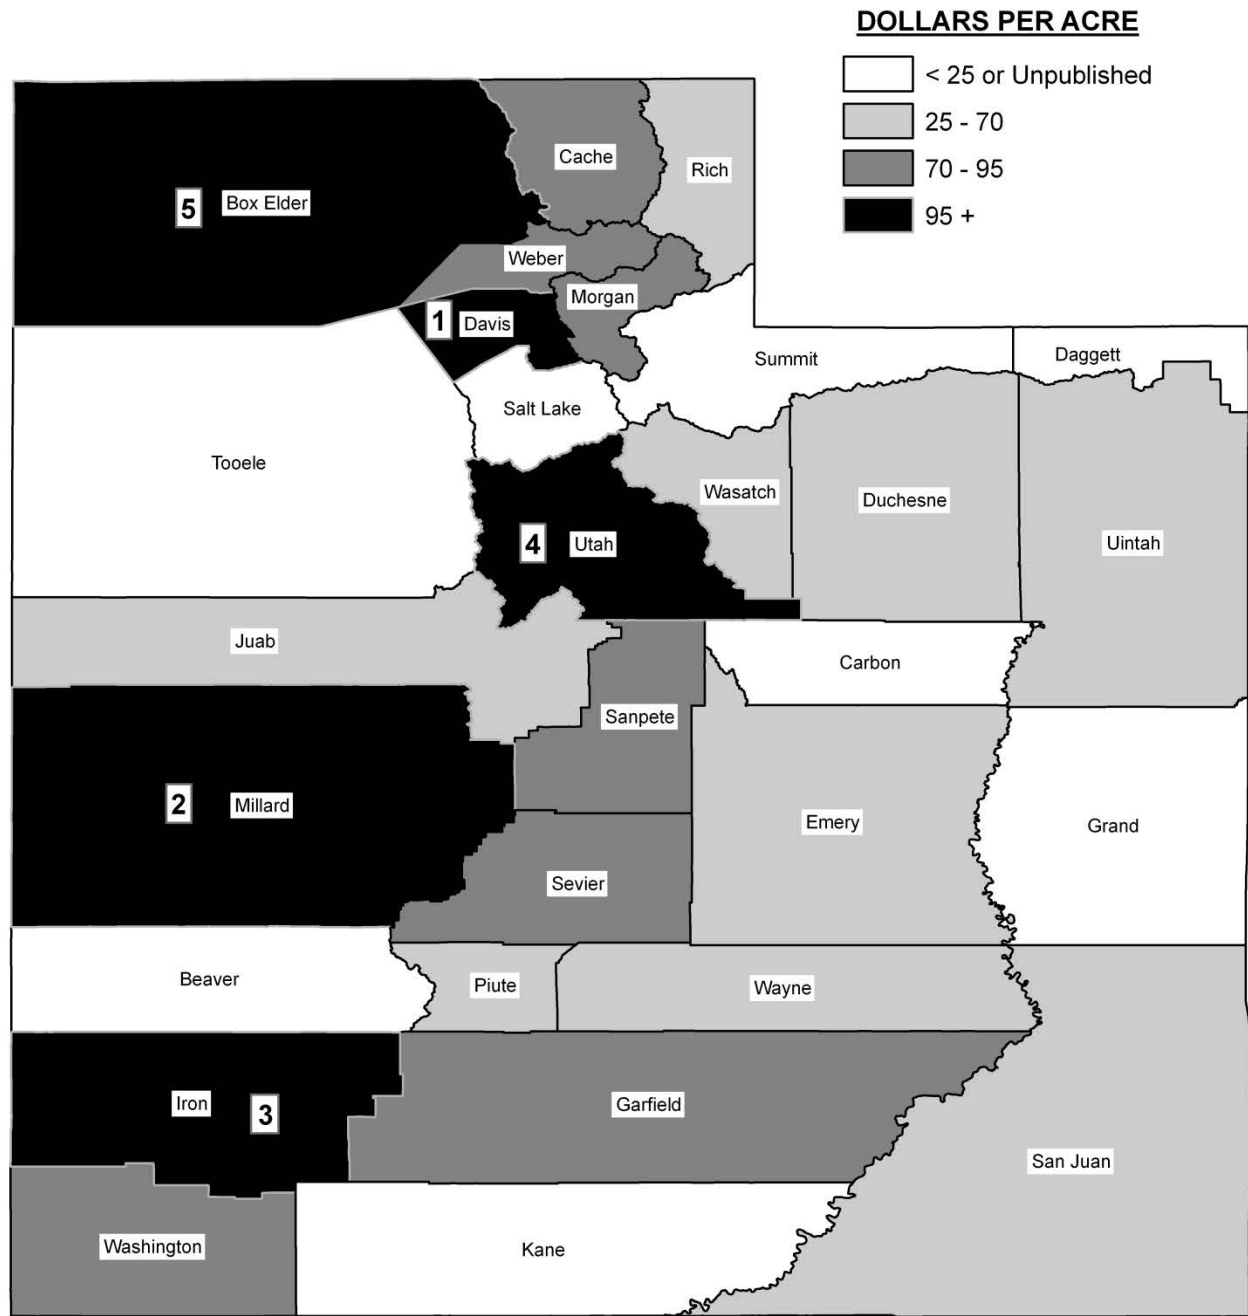 DOLLARS PER ACRE
< 25 or Unpublished
25 - 70
70 - 95
95 +
Cache
Rich
5 Box Elder
Weber
Morgan
1 Davis
Summit
Daggett
Salt Lake
Tooele
Wasatch
Duchesne
4 Utah
Uintah
Juab
Carbon
Sanpete
2 Millard
Emery
Grand
Sevier
Beaver
Piute
Wayne
Iron 3
Garfield
San Juan
Washington
Kane